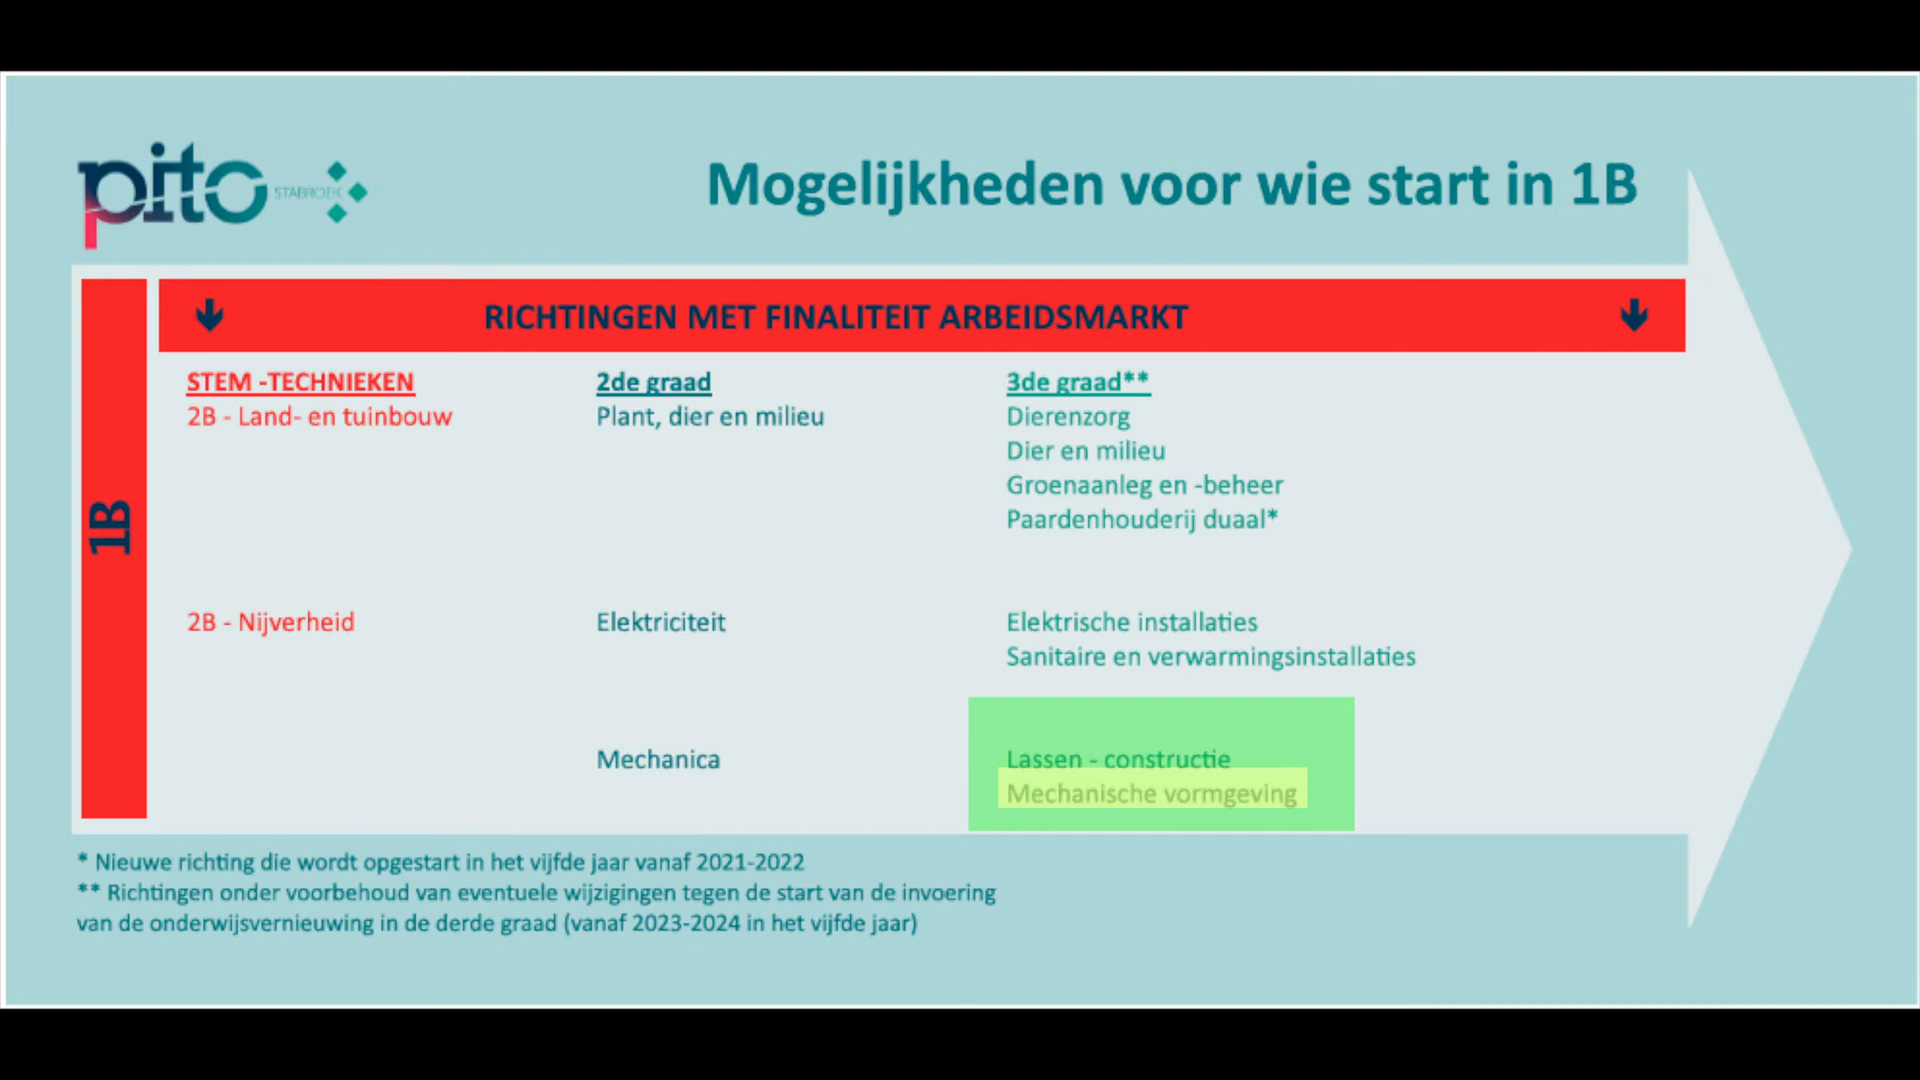 pito STABROEK
Mogelijkheden voor wie start in 1B
1B
RICHTINGEN MET FINALITEIT ARBEIDSMARKT
STEM -TECHNIEKEN 2de graad 3de graad**
2B - Land- en tuinbouw Plant, dier en milieu Dierenzorg
Dier en milieu
Groenaanleg en -beheer
Paardenhouderij duaal*
2B - Nijverheid Elektriciteit Elektrische installaties
Sanitaire en verwarmingsinstallaties
Mechanica Lassen - constructie
Mechanische vormgeving
* Nieuwe richting die wordt opgestart in het vijfde jaar vanaf 2021-2022
** Richtingen onder voorbehoud van eventuele wijzigingen tegen de start van de invoering
van de onderwijsvernieuwing in de derde graad (vanaf 2023-2024 in het vijfde jaar)